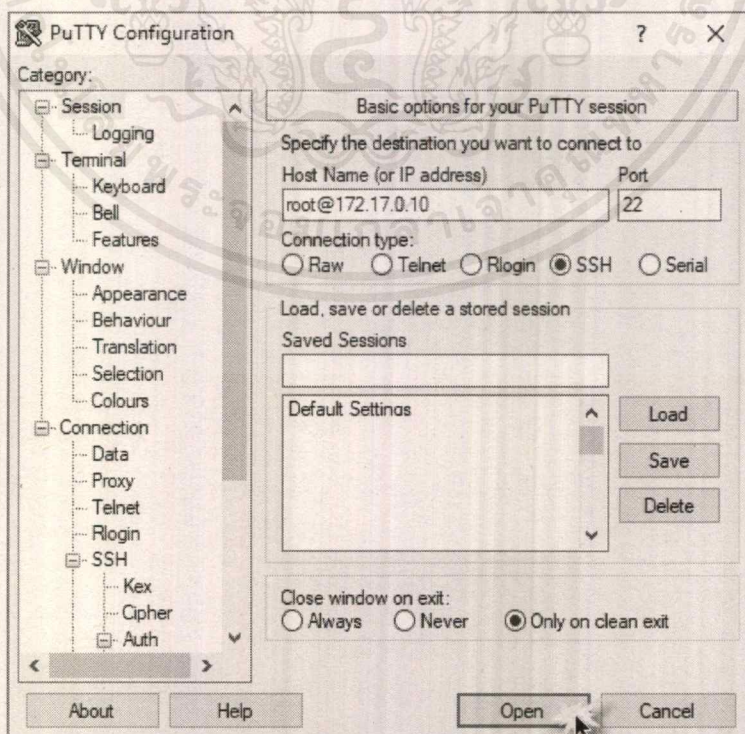 PuTTY Configuration ? ×
Category:
Session
Logging
Terminal
Keyboard
Bell
Features
Window
Appearance
Behaviour
Translation
Selection
Colours
Connection
Data
Proxy
Telnet
Rlogin
SSH
Kex
Cipher
Auth
Basic options for your PuTTY session
Specify the destination you want to connect to
Host Name (or IP address) Port
root@172.17.0.10 22
Connection type:
Raw Telnet Rlogin SSH Serial
Load, save or delete a stored session
Saved Sessions
Default Settings
Load
Save
Delete
Close window on exit:
Always Never Only on clean exit
About Help Open Cancel